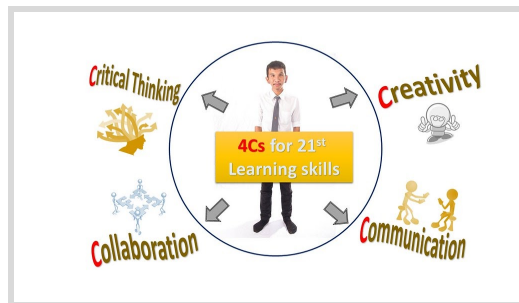 Critical Thinking
Creativity
4Cs for 21st
Learning skills
Collaboration
Communication